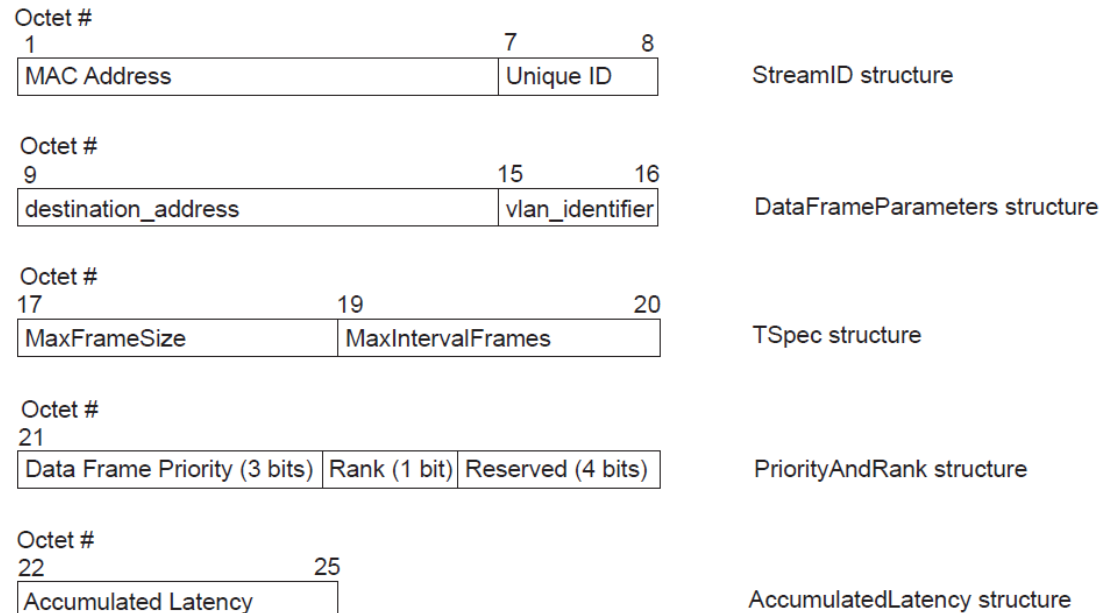 Octet #
1 7 8
MAC Address Unique ID StreamID structure
Octet #
9 15 16
destination_address vlan_identifier DataFrameParameters structure
Octet #
17 19 20
MaxFrameSize MaxIntervalFrames TSpec structure
Octet #
21
Data Frame Priority (3 bits) Rank (1 bit) Reserved (4 bits) PriorityAndRank structure
Octet #
22 25
Accumulated Latency AccumulatedLatency structure